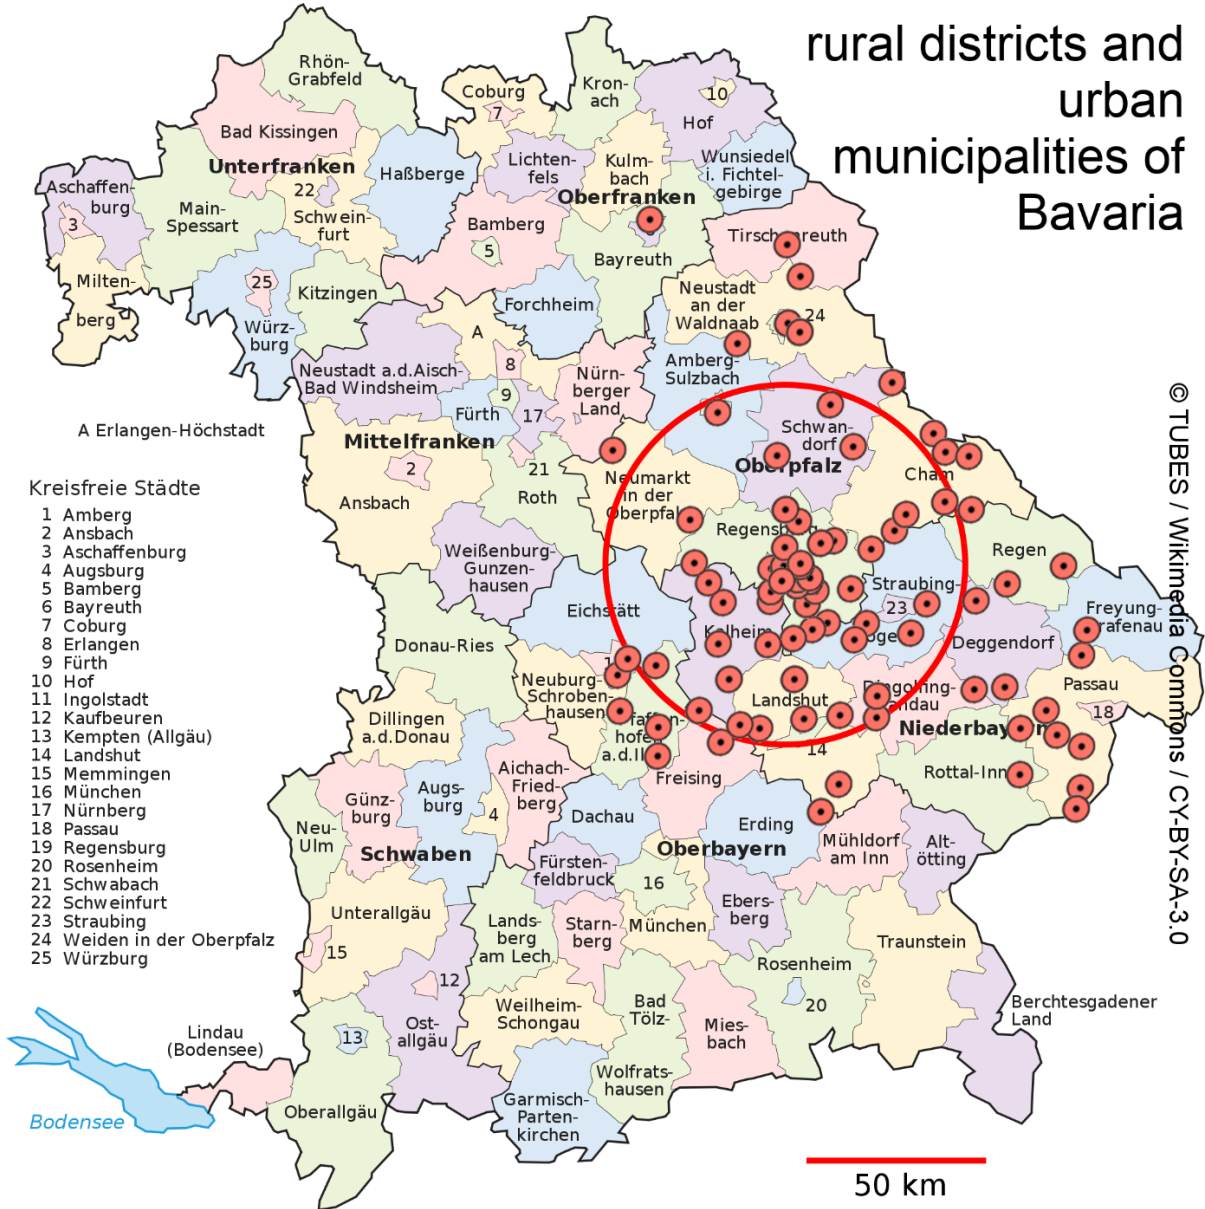 rural districts and
urban
municipalities of
Bavaria
Rhön-
Grabfeld
Coburg
7
Kron-
ach
10
Hof
Bad Kissingen
Unterfranken
22
Schwein-
furt
Haßberge
Lichten-
fels
Kulm-
bach
Oberfranken
Wunsiedel
i. Fichtel-
gebirge
Aschaffen-
burg
3
Main-
Spessart
Bamberg
5
Bayreuth
Milten-
berg
25
Würz-
burg
Kitzingen
Forchheim
Neustadt
an der
Waldnaab
24
A
8
Neustadt a.d.Aisch-
Bad Windsheim
9
Fürth
17
Nürn-
berger
Land
Amberg-
Sulzbach
A Erlangen-Höchstadt
Mittelfranken
2
Ansbach
21
Roth
Schwan-
dorf
Cham
Neumarkt
in der
Weißenburg-
Gunzen-
hausen
Regen
Eichstätt
Straubing-
23
Freyung-
Deggendorf
Donau-Ries
Neuburg-
Schroben-
hausen
Landshut
14
Passau
18
Dillingen
a.d.Donau
Rottal-Inn
Freising
Aichach-
Fried-
berg
Augs-
burg
4
Günz-
burg
Neu-
Ulm
Schwaben
Dachau
Erding
Oberbayern
Mühldorf
am Inn
Alt-
ötting
Fürsten-
feldbruck
16
München
Ebers-
berg
Unterallgäu
15
Lands-
berg
am Lech
Starn-
berg
Traunstein
Rosenheim
20
12
Ost-
allgäu
13
Weilheim-
Schongau
Bad
Tölz-
Wolfrats-
hausen
Mies-
bach
Berchtesgadener
Land
Lindau
(Bodensee)
Oberallgäu
Garmisch-
Parten-
kirchen
Bodensee
Kreisfreie Städte
1 Amberg
2 Ansbach
3 Aschaffenburg
4 Augsburg
5 Bamberg
6 Bayreuth
7 Coburg
8 Erlangen
9 Fürth
10 Hof
11 Ingolstadt
12 Kaufbeuren
13 Kempten (Allgäu)
14 Landshut
15 Memmingen
16 München
17 Nürnberg
18 Passau
19 Regensburg
20 Rosenheim
21 Schwabach
22 Schweinfurt
23 Straubing
24 Weiden in der Oberpfalz
25 Würzburg
50 km
© TUBES / Wikimedia Commons / CY-BY-SA-3.0